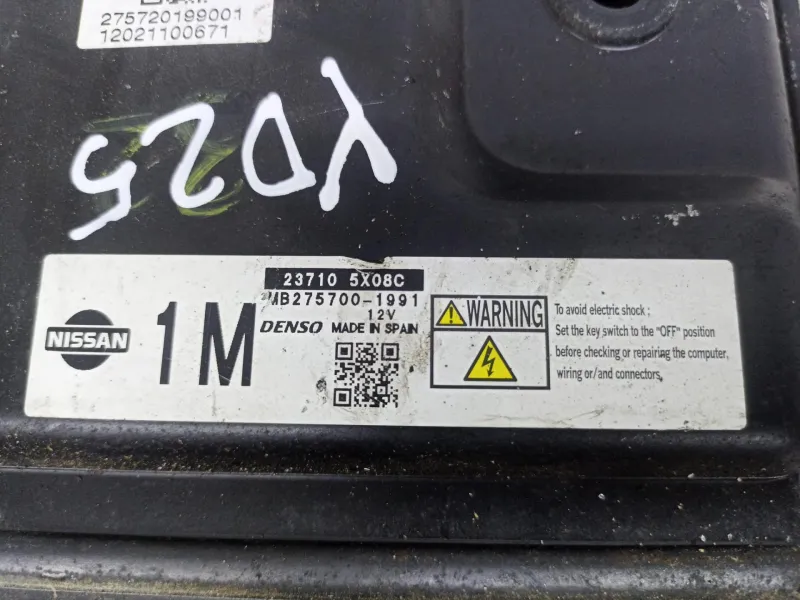 275720199001
12021100671
YD25
23710 5X08C
MB275700-1991
12V
DENSO MADE IN SPAIN
NISSAN
1M
WARNING
To avoid electric shock;
Set the key switch to the "OFF" position
before checking or repairing the computer,
wiring or/and connectors.